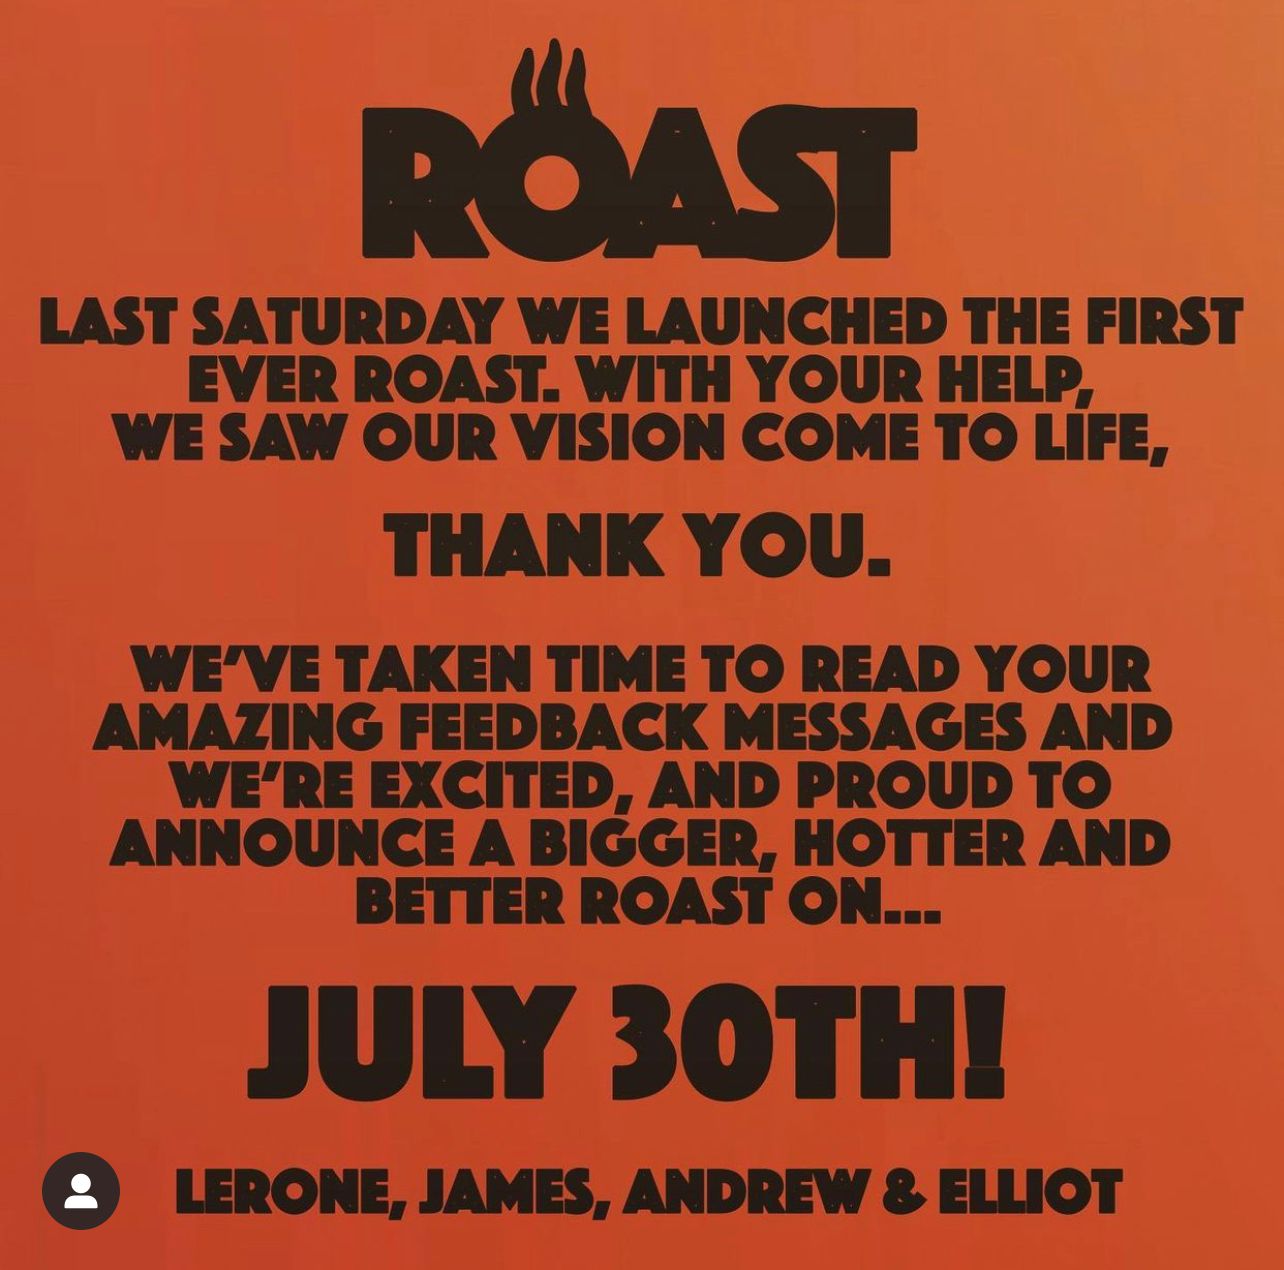 ROAST
LAST SATURDAY WE LAUNCHED THE FIRST
EVER ROAST. WITH YOUR HELP,
WE SAW OUR VISION COME TO LIFE,
THANK YOU.
WE'VE TAKEN TIME TO READ YOUR
AMAZING FEEDBACK MESSAGES AND
WE'RE EXCITED, AND PROUD TO
ANNOUNCE A BIGGER, HOTTER AND
BETTER ROAST ON...
JULY 30TH!
LERONE, JAMES, ANDREW & ELLIOT